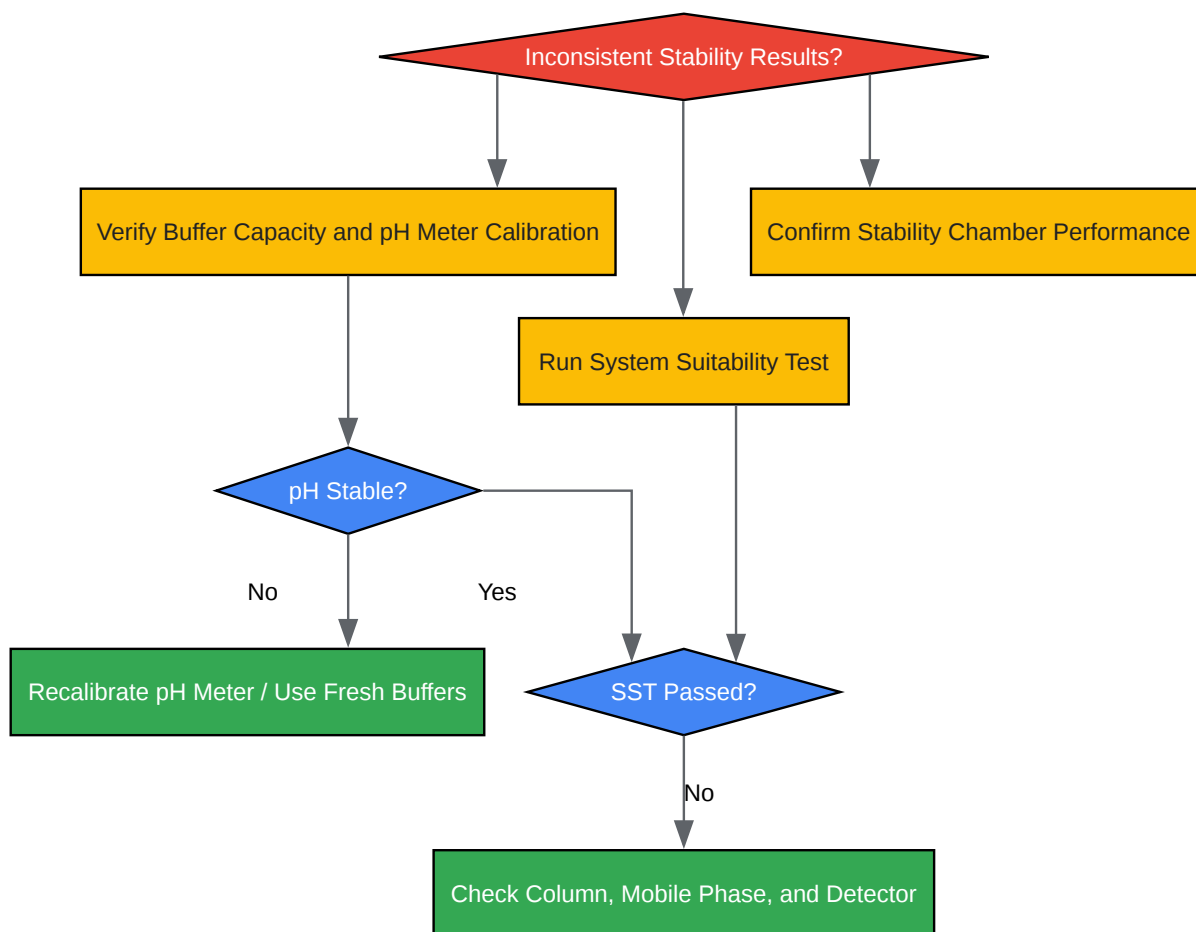 Inconsistent Stability Results?
Verify Buffer Capacity and pH Meter Calibration
Confirm Stability Chamber Performance
Run System Suitability Test
pH Stable?
No
Yes
Recalibrate pH Meter / Use Fresh Buffers
SST Passed?
No
Check Column, Mobile Phase, and Detector